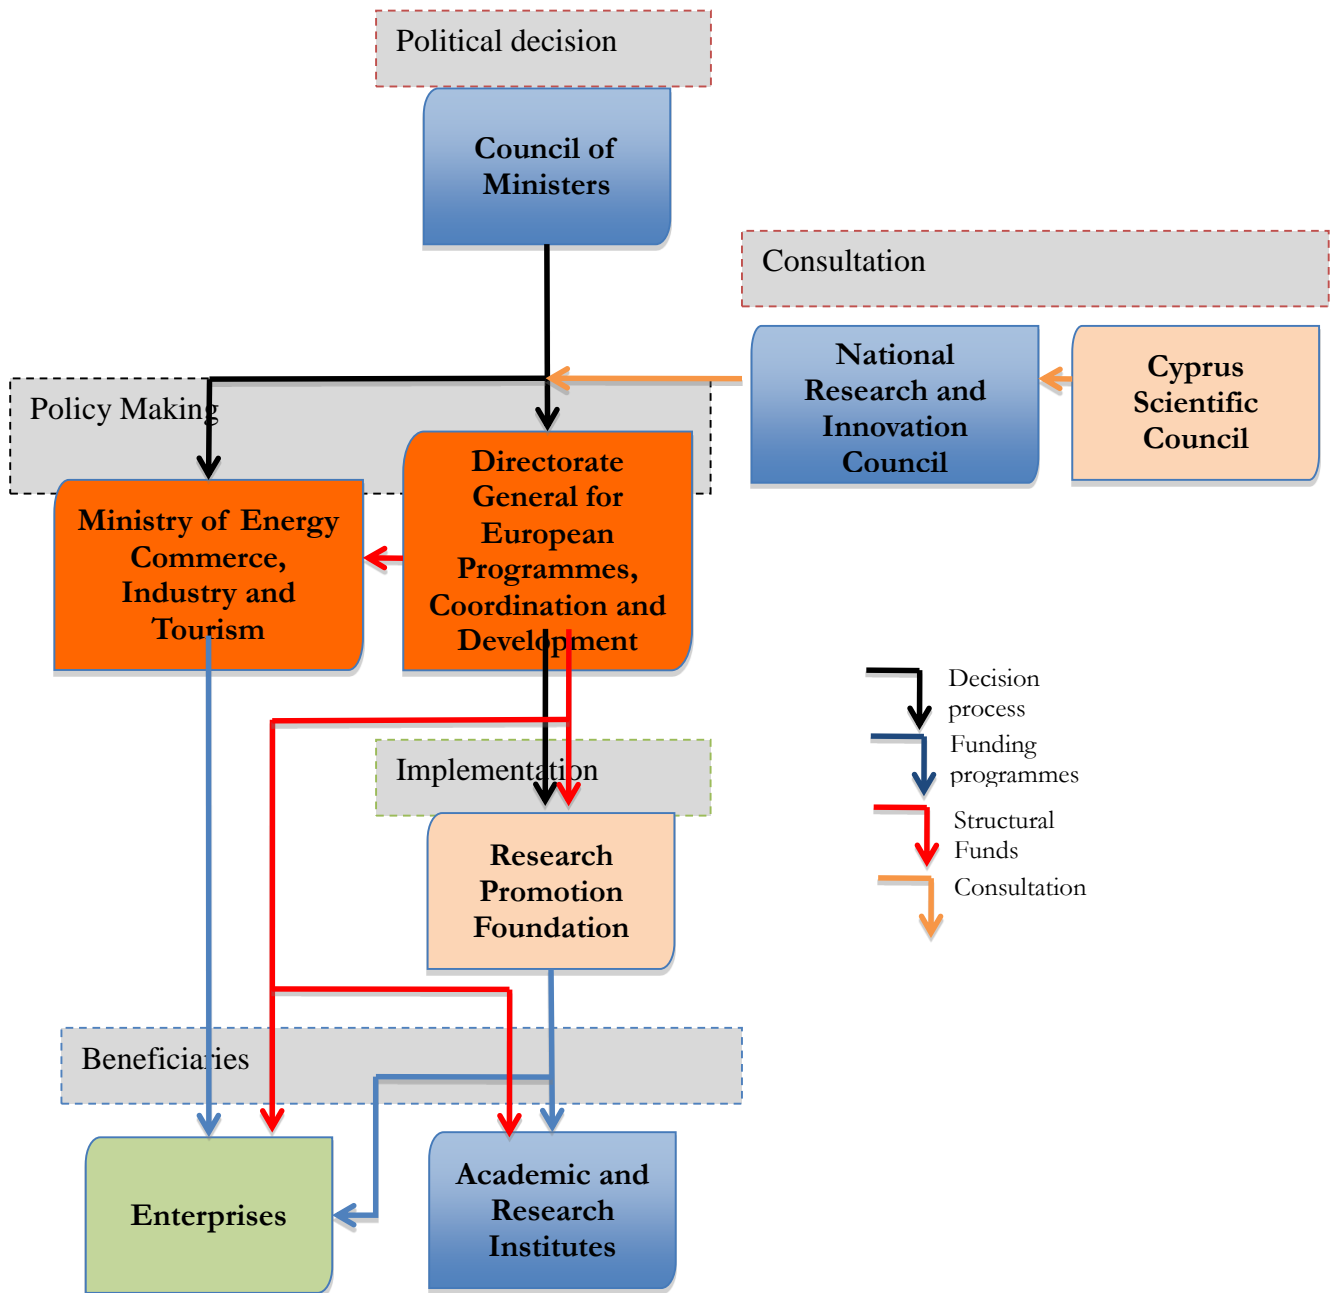 Political decision
Council of
Ministers
Consultation
National
Research and
Innovation
Council
Cyprus
Scientific
Council
Policy Making
Ministry of Energy
Commerce,
Industry and
Tourism
Directorate
General for
European
Programmes,
Coordination and
Development
Decision
process
Funding
programmes
Structural
Funds
Consultation
Implementation
Research
Promotion
Foundation
Beneficiaries
Enterprises
Academic and
Research
Institutes